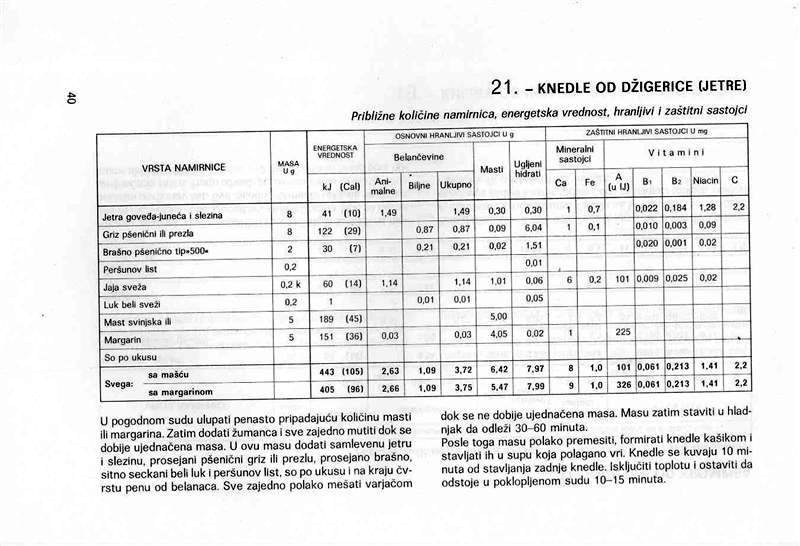 40
21. – KNEDLE OD DŽIGERICE (JETRE)
Približne količine namirnica, energetska vrednost, hranljivi i zaštitni sastojci
VRSTA NAMIRNICE MASA U g ENERGETSKA VREDNOST OSNOVNI HRANLJIVI SASTOJCI U g ZAŠTITNI HRANLJIVI SASTOJCI U mg
Belančevine Masti Ugljeni hidrati Mineralni sastojci Vitamini
kJ (Cal) Animalne Biljne Ukupno Ca Fe A (u IJ) B1 B2 Niacin C
Jetra goveđa-juneća i slezina 8 41 (10) 1,49 1,49 0,30 0,30 1 0,7 0,022 0,184 1,28 2,2
Griz pšenični ili prezla 8 122 (29) 0,87 0,87 0,09 6,04 1 0,1 0,010 0,003 0,09
Brašno pšenično tip»500« 2 30 (7) 0,21 0,21 0,02 1,51 0,020 0,001 0,02
Peršunov list 0,2 0,01
Jaja sveža 0,2 k 60 (14) 1,14 1,14 1,01 0,06 6 0,2 101 0,009 0,025 0,02
Luk beli sveži 0,2 1 0,01 0,01 0,05
Mast svinjska ili 5 189 (45) 5,00
Margarin 5 151 (36) 0,03 0,03 4,05 0,02 1 225
So po ukusu
Svega: sa mašću 443 (105) 2,63 1,09 3,72 6,42 7,97 8 1,0 101 0,061 0,213 1,41 2,2
sa margarinom 405 (96) 2,66 1,09 3,75 5,47 7,99 9 1,0 326 0,061 0,213 1,41 2,2
U pogodnom sudu ulupati penasto pripadajuću količinu masti
ili margarina. Zatim dodati žumanca i sve zajedno mutiti dok se
dobije ujednačena masa. U ovu masu dodati samlevenu jetru
i slezinu, prosejani pšenični griz ili prezlu, prosejano brašno,
sitno seckani beli luk i peršunov list, so po ukusu i na kraju čv-
rstu penu od belanaca. Sve zajedno polako mešati varjačom
dok se ne dobije ujednačena masa. Masu zatim staviti u hlad-
njak da odleži 30–60 minuta.
Posle toga masu polako premesiti, formirati knedle kašikom i
stavljati ih u supu koja polagano vri. Knedle se kuvaju 10 mi-
nuta od stavljanja zadnje knedle. Isključiti toplotu i ostaviti da
odstoje u poklopljenom sudu 10–15 minuta.